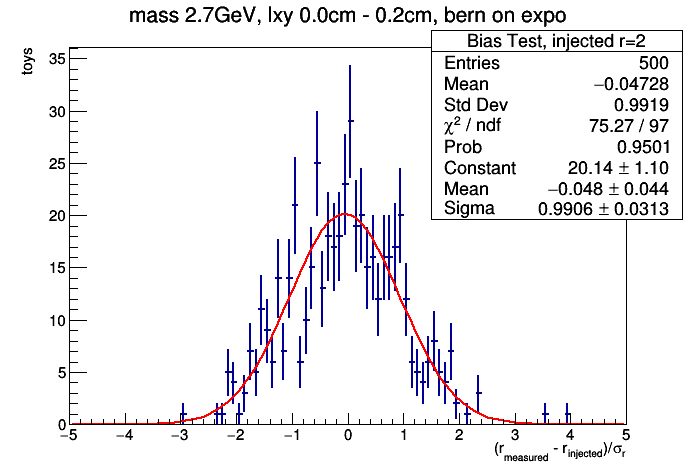 mass 2.7GeV, lxy 0.0cm - 0.2cm, bern on expo
toys
Bias Test, injected r=2
Entries 500
Mean −0.04728
Std Dev 0.9919
χ² / ndf 75.27 / 97
Prob 0.9501
Constant 20.14 ± 1.10
Mean −0.048 ± 0.044
Sigma 0.9906 ± 0.0313
35
30
25
20
15
10
5
0
−5 −4 −3 −2 −1 0 1 2 3 4 5
(r_measured - r_injected)/σ_r